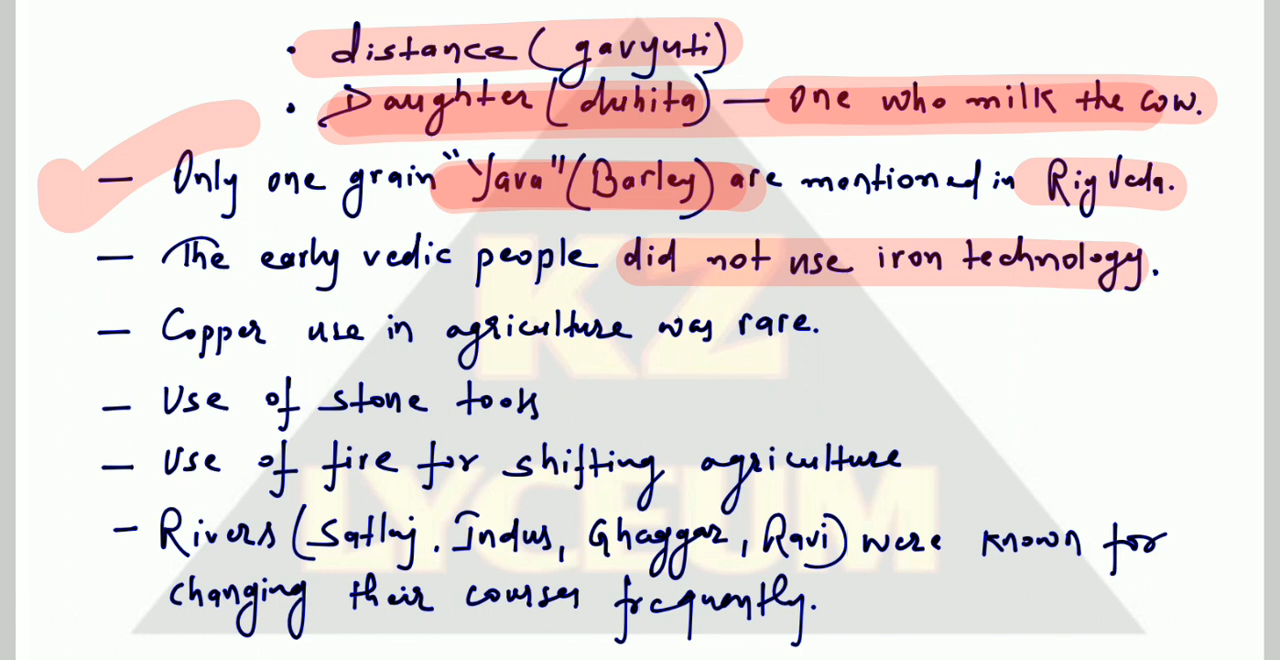 • distance (gavyuti)
• Daughter (duhita) — one who milk the cow.
— Only one grain "Yava" (Barley) are mentioned in Rig Veda.
— The early vedic people did not use iron technology.
— Copper use in agriculture was rare.
— Use of stone tools
— Use of fire for shifting agriculture
— Rivers (Satluj, Indus, Ghaggar, Ravi) were known for
changing their courses frequently.
KZ
LYCEUM